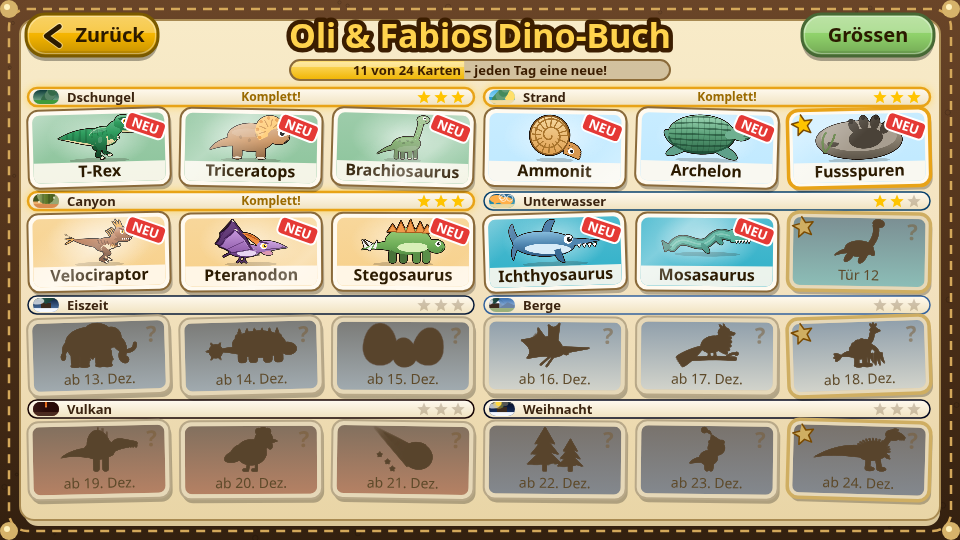 Zurück
Oli & Fabios Dino-Buch
Grössen
11 von 24 Karten – jeden Tag eine neue!
Dschungel
Komplett!
Strand
Komplett!
NEU
T-Rex
NEU
Triceratops
NEU
Brachiosaurus
NEU
Ammonit
NEU
Archelon
NEU
Fussspuren
Canyon
Komplett!
Unterwasser
NEU
Velociraptor
NEU
Pteranodon
NEU
Stegosaurus
NEU
Ichthyosaurus
NEU
Mosasaurus
?
Tür 12
Eiszeit
Berge
?
ab 13. Dez.
?
ab 14. Dez.
?
ab 15. Dez.
?
ab 16. Dez.
?
ab 17. Dez.
?
ab 18. Dez.
Vulkan
Weihnacht
?
ab 19. Dez.
?
ab 20. Dez.
?
ab 21. Dez.
?
ab 22. Dez.
?
ab 23. Dez.
?
ab 24. Dez.